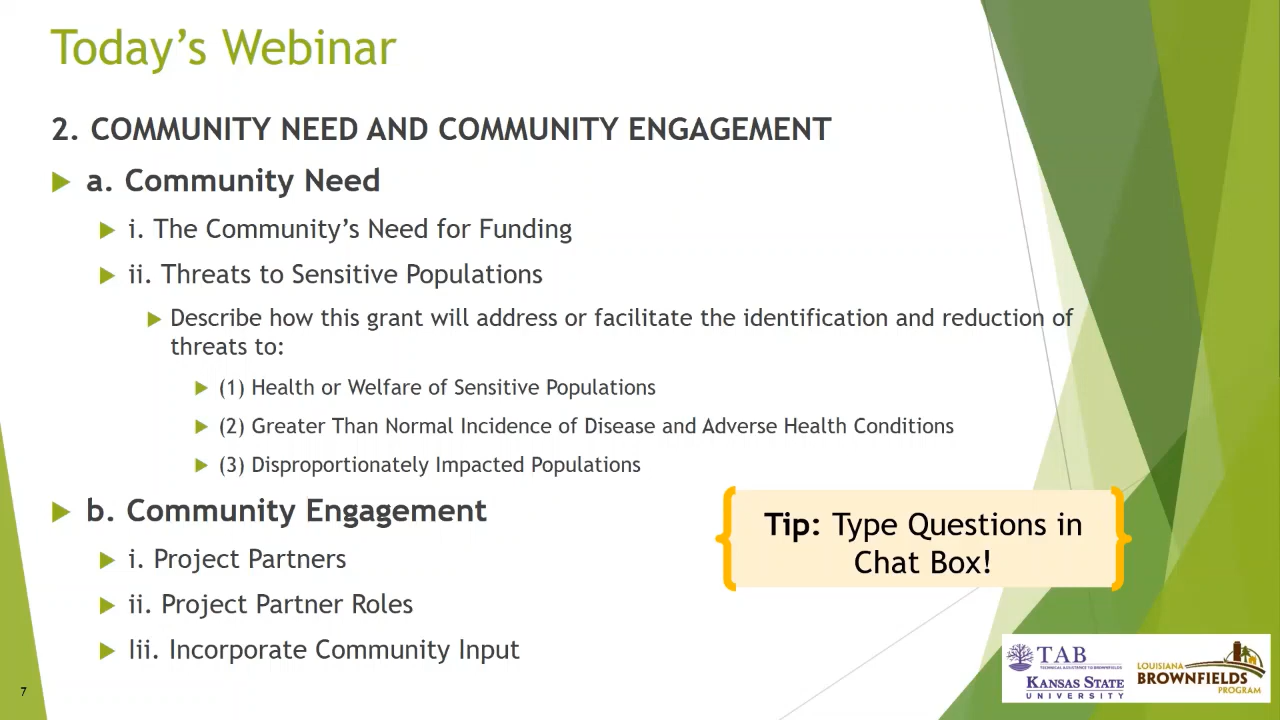 Today's Webinar
2. COMMUNITY NEED AND COMMUNITY ENGAGEMENT
a. Community Need
i. The Community's Need for Funding
ii. Threats to Sensitive Populations
Describe how this grant will address or facilitate the identification and reduction of
threats to:
(1) Health or Welfare of Sensitive Populations
(2) Greater Than Normal Incidence of Disease and Adverse Health Conditions
(3) Disproportionately Impacted Populations
b. Community Engagement
i. Project Partners
ii. Project Partner Roles
Iii. Incorporate Community Input
Tip: Type Questions in
Chat Box!
TAB
TECHNICAL ASSISTANCE TO BROWNFIELDS
KANSAS STATE
UNIVERSITY
LOUISIANA
BROWNFIELDS
PROGRAM
7